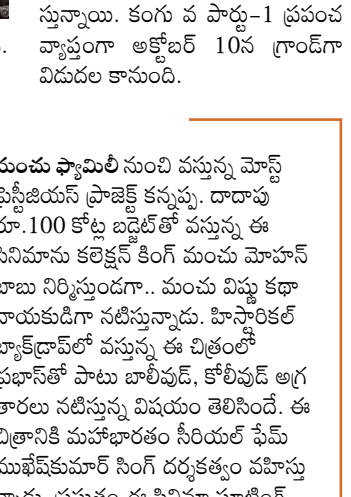 స్తున్నాయి. కంగు వ పార్టు-1 ప్రపంచ
వ్యాప్తంగా అక్టోబర్ 10న గ్రాండ్‌గా
విడుదల కానుంది.
మంచు ఫ్యామిలీ నుంచి వస్తున్న మోస్ట్
ప్రెస్టీజియస్ ప్రాజెక్ట్ కన్నప్ప. దాదాపు
రూ.100 కోట్ల బడ్జెట్‌తో వస్తున్న ఈ
సినిమాను కలెక్షన్ కింగ్ మంచు మోహన్
బాబు నిర్మిస్తుండగా.. మంచు విష్ణు కథా
నాయకుడిగా నటిస్తున్నాడు. హిస్టారికల్
బ్యాక్‌డ్రాప్‌లో వస్తున్న ఈ చిత్రంలో
ప్రభాస్‌తో పాటు బాలీవుడ్, కోలీవుడ్ అగ్ర
తారలు నటిస్తున్న విషయం తెలిసిందే. ఈ
చిత్రానికి మహాభారతం సీరియల్ ఫేమ్
ముఖేష్‌కుమార్ సింగ్ దర్శకత్వం వహిస్తు